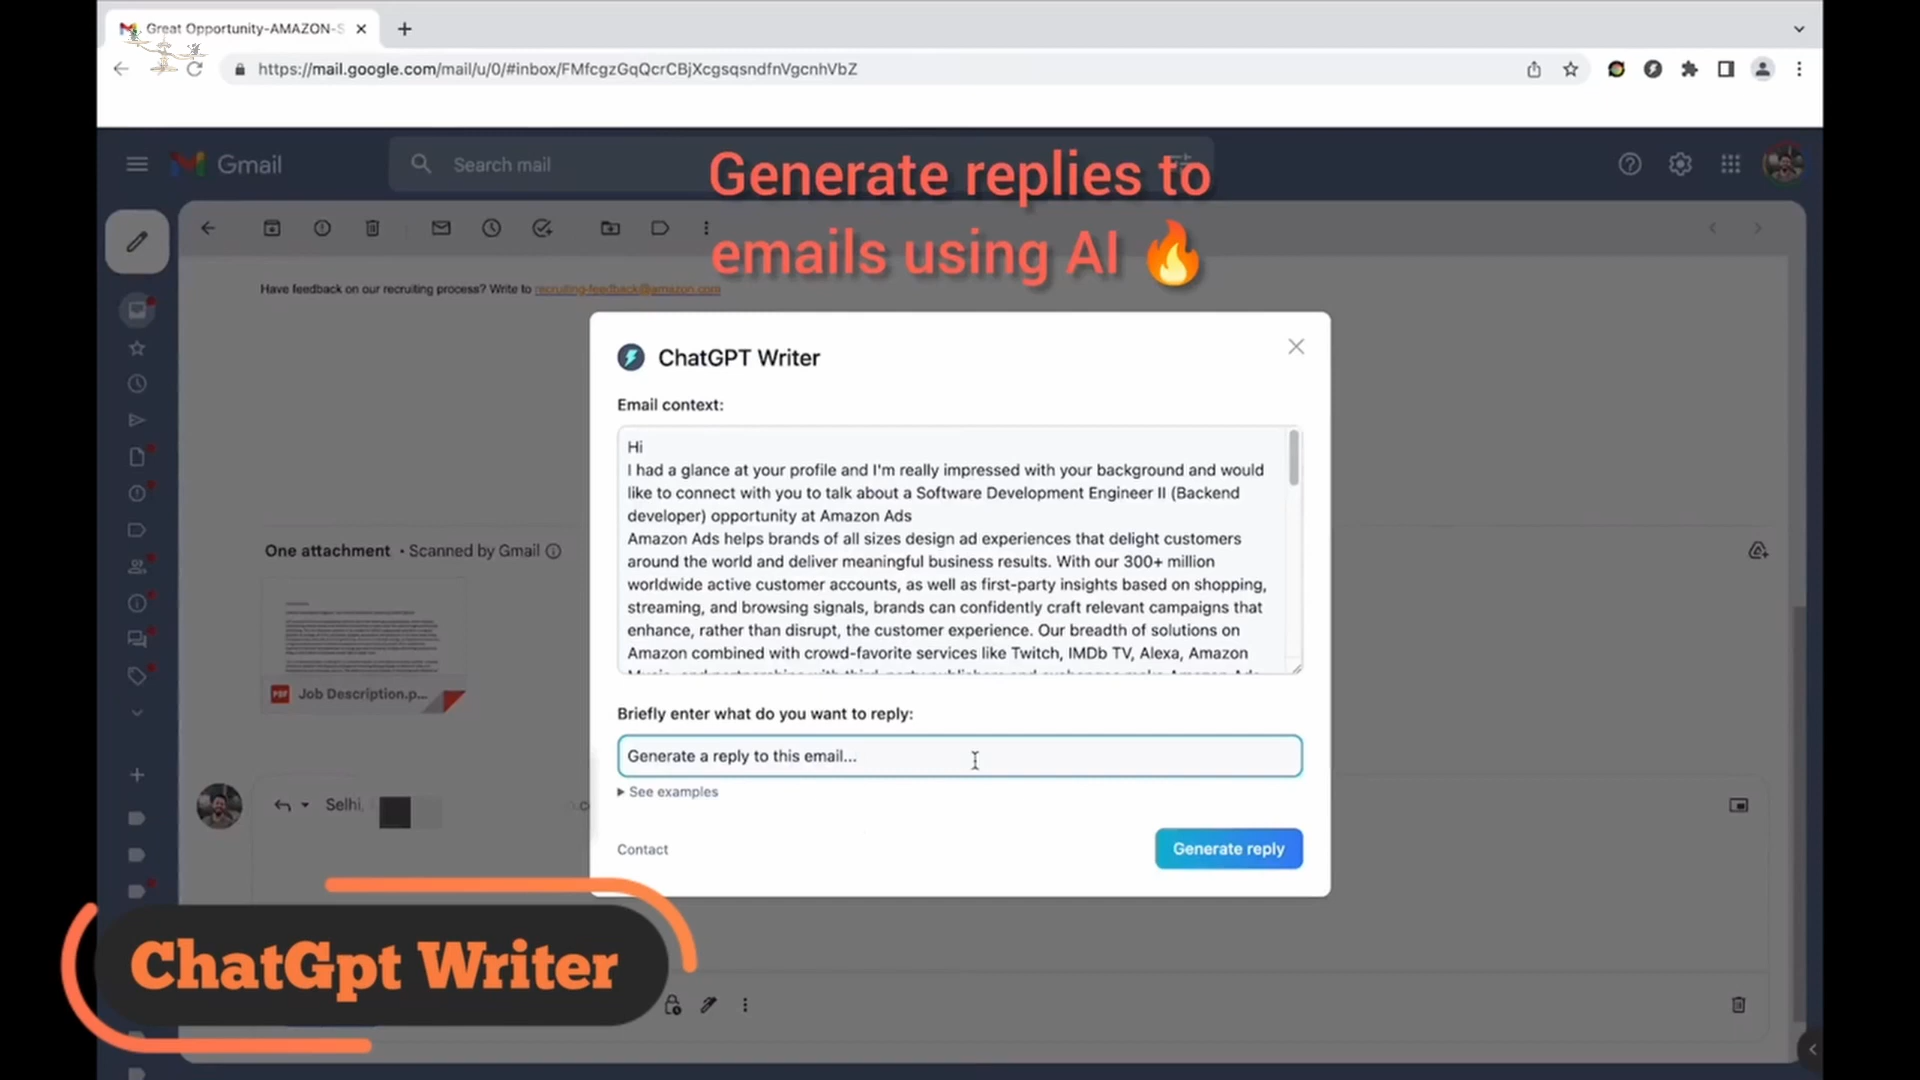 Great Opportunity-AMAZON-S
https://mail.google.com/mail/u/0/#inbox/FMfcgzGqQcrCBjXcgsqsndfnVgcnhVbZ
Gmail
Search mail
Generate replies to
emails using AI 🔥
Have feedback on our recruiting process? Write to recruiting-feedback@amazon.com
ChatGPT Writer
Email context:
Hi
I had a glance at your profile and I'm really impressed with your background and would
like to connect with you to talk about a Software Development Engineer II (Backend
developer) opportunity at Amazon Ads
Amazon Ads helps brands of all sizes design ad experiences that delight customers
around the world and deliver meaningful business results. With our 300+ million
worldwide active customer accounts, as well as first-party insights based on shopping,
streaming, and browsing signals, brands can confidently craft relevant campaigns that
enhance, rather than disrupt, the customer experience. Our breadth of solutions on
Amazon combined with crowd-favorite services like Twitch, IMDb TV, Alexa, Amazon
One attachment • Scanned by Gmail
PDF Job Description.p...
Briefly enter what do you want to reply:
Generate a reply to this email...
See examples
Selhi,
Contact
Generate reply
ChatGpt Writer